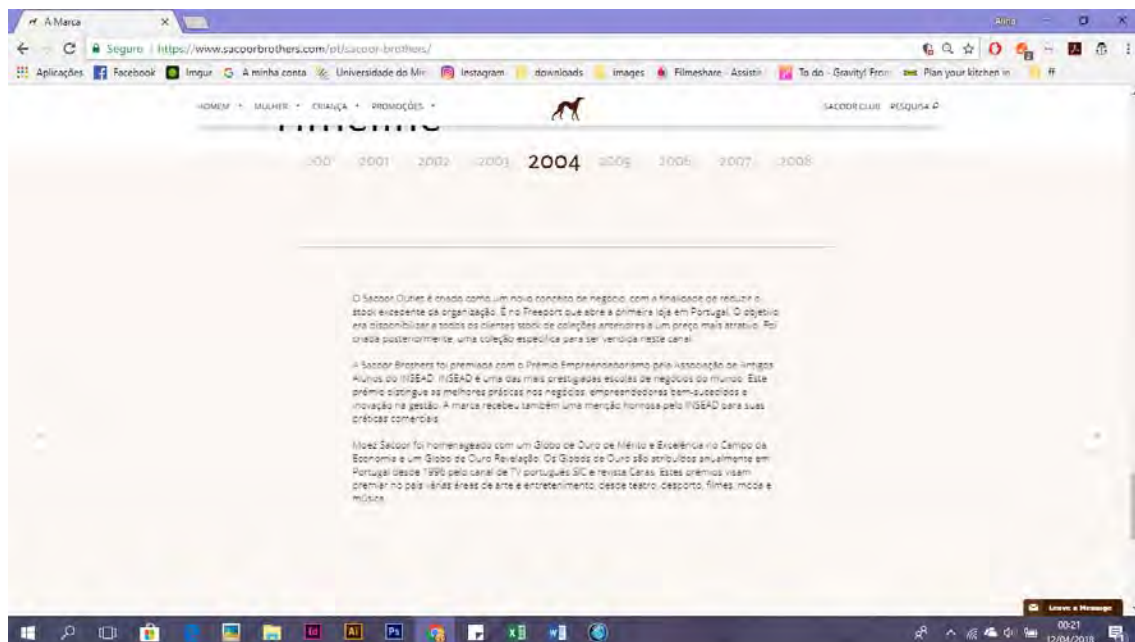 A Marca
Anna
Seguro | https://www.sacoorbrothers.com/pt/sacoor-brothers/
Aplicações Facebook Imgur A minha conta Universidade do Min Instagram downloads images Filmeshare - Assistir To do - Gravity! Fron Plan your kitchen in ff
HOMEM MULHER CRIANÇA PROMOÇÕES SACOOR CLUB PESQUISA
Timeline
2001 2002 2003 2004 2005 2006 2007 2008
O Sacoor Outlet é criado como um novo conceito de negócio, com a finalidade de reduzir o
stock excedente da organização. É no Freeport que abre a primeira loja em Portugal. O objetivo
era disponibilizar a todos os clientes stock de coleções anteriores a um preço mais atrativo. Foi
criada posteriormente, uma coleção especifica para ser vendida neste canal.
A Sacoor Brothers foi premiada com o Prémio Empreendedorismo pela Associação de Antigos
Alunos do INSEAD. INSEAD é uma das mais prestigiadas escolas de negócios do mundo. Este
prémio distingue as melhores práticas nos negócios, empreendedores bem-sucedidos e
inovação na gestão. A marca recebeu também uma menção honrosa pelo INSEAD para suas
práticas comerciais.
Moez Sacoor foi homenageado com um Globo de Ouro de Mérito e Excelência no Campo da
Economia e um Globo de Ouro Revelação. Os Globos de Ouro são atribuídos anualmente em
Portugal desde 1996 pelo canal de TV português SIC e revista Caras. Estes prémios visam
premiar no país várias áreas de arte e entretenimento, desde teatro, desporto, filmes, moda e
música.
Leave a Message
Id Ai Ps
00:21
12/04/2018